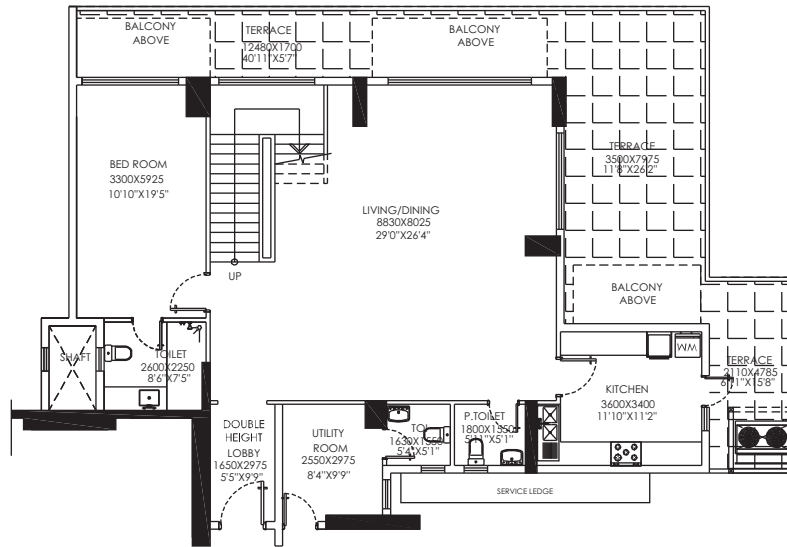 BALCONY
ABOVE
TERRACE
12480X1700
40'11"X5'7"
BALCONY
ABOVE
TERRACE
3500X7975
11'8"X26'2"
BED ROOM
3300X5925
10'10"X19'5"
LIVING/DINING
8830X8025
29'0"X26'4"
UP
BALCONY
ABOVE
SHAFT
TOILET
2600X2250
8'6"X7'5"
WM
TERRACE
2110X4785
KITCHEN
3600X3400
11'10"X11'2"
DOUBLE
HEIGHT
LOBBY
1650X2975
5'5"X9'9"
UTILITY
ROOM
2550X2975
8'4"X9'9"
TOI.
1630X1550
5'4"X5'1"
P.TOILET
1800X1550
5'11"X5'1"
SERVICE LEDGE